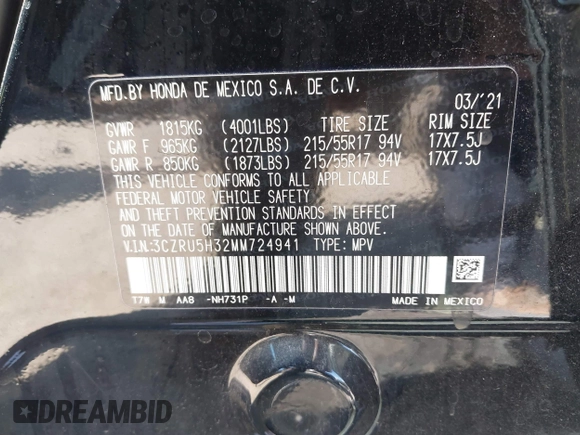 MFD.BY HONDA DE MEXICO S.A. DE C.V.
03/'21
GVWR 1815KG (4001LBS) TIRE SIZE RIM SIZE
GAWR F 965KG (2127LBS) 215/55R17 94V 17X7.5J
GAWR R 850KG (1873LBS) 215/55R17 94V 17X7.5J
THIS VEHICLE CONFORMS TO ALL APPLICABLE
FEDERAL MOTOR VEHICLE SAFETY
AND THEFT PREVENTION STANDARDS IN EFFECT
ON THE DATE OF MANUFACTURE SHOWN ABOVE.
V.I.N:3CZRU5H32MM724941 TYPE: MPV
T7W M AA8 -NH731P -A -M
MADE IN MEXICO
DREAMBID